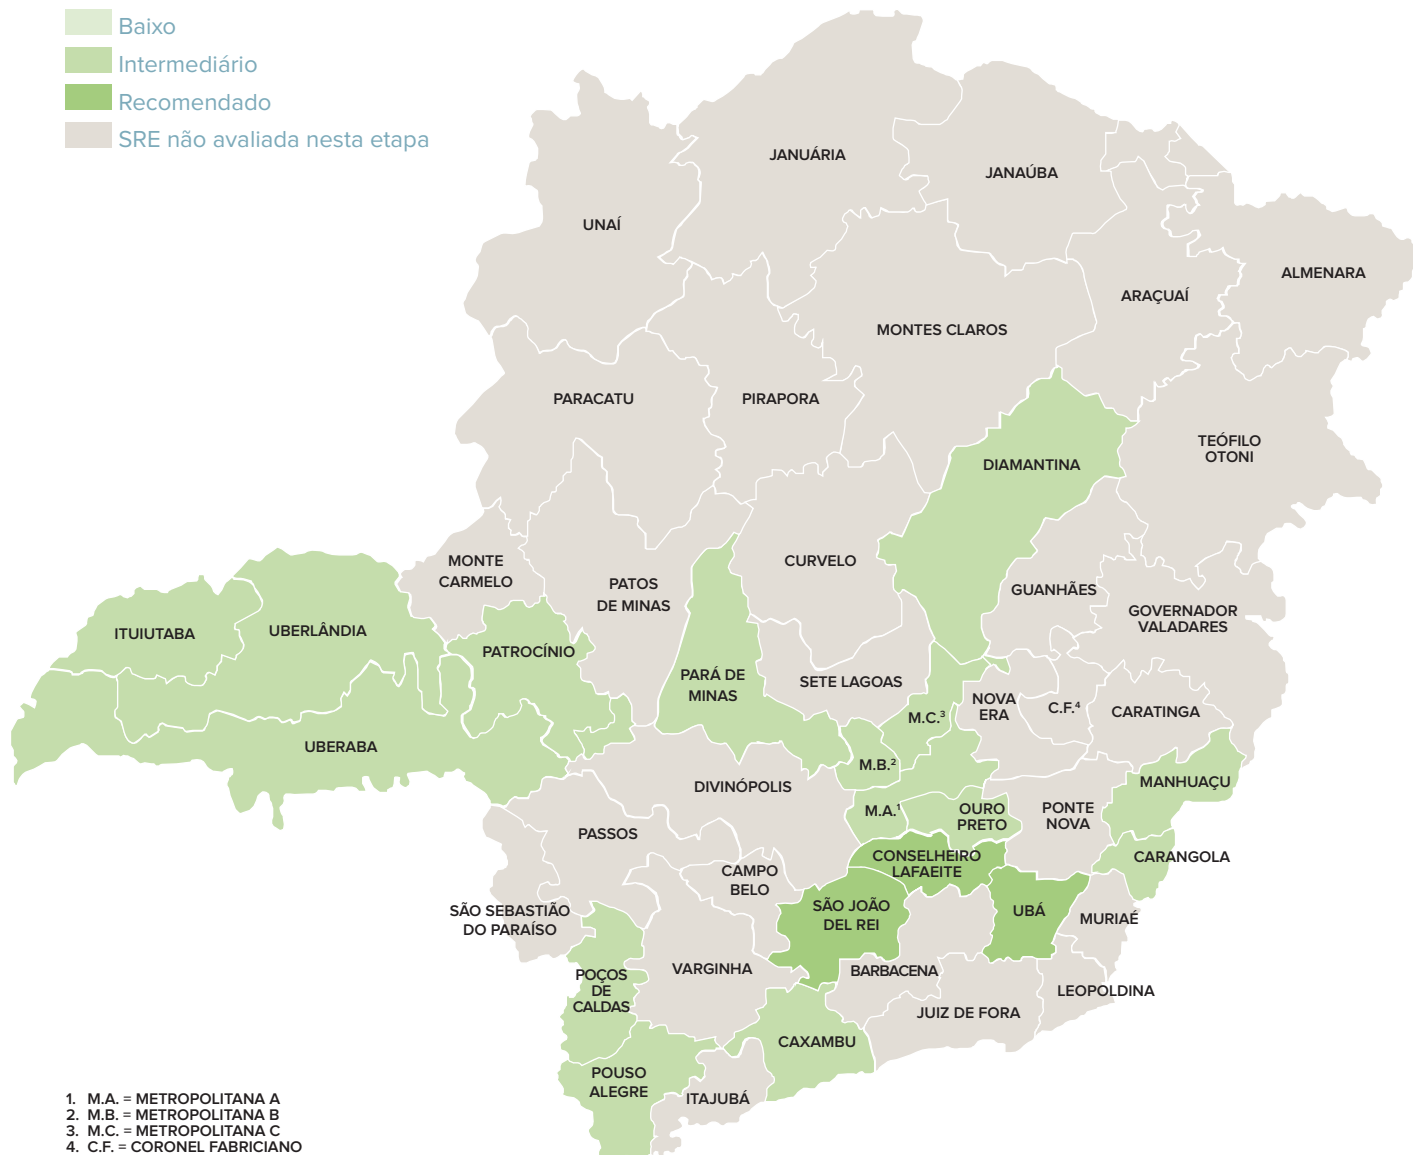 Baixo
Intermediário
Recomendado
SRE não avaliada nesta etapa
JANUÁRIA
JANAÚBA
UNAÍ
ALMENARA
ARAÇUAÍ
MONTES CLAROS
PARACATU
PIRAPORA
TEÓFILO
OTONI
DIAMANTINA
MONTE
CARMELO
CURVELO
PATOS
DE MINAS
GUANHÃES
GOVERNADOR
VALADARES
ITUIUTABA
UBERLÂNDIA
PATROCÍNIO
PARÁ DE
MINAS
SETE LAGOAS
NOVA
ERA
C.F.⁴
CARATINGA
M.C.³
UBERABA
M.B.²
MANHUAÇU
DIVINÓPOLIS
M.A.¹
OURO
PRETO
PONTE
NOVA
PASSOS
CONSELHEIRO
LAFAEITE
CARANGOLA
CAMPO
BELO
SÃO SEBASTIÃO
DO PARAÍSO
SÃO JOÃO
DEL REI
UBÁ
MURIAÉ
VARGINHA
BARBACENA
POÇOS
DE
CALDAS
LEOPOLDINA
JUIZ DE FORA
CAXAMBU
POUSO
ALEGRE
ITAJUBÁ
1. M.A. = METROPOLITANA A
2. M.B. = METROPOLITANA B
3. M.C. = METROPOLITANA C
4. C.F. = CORONEL FABRICIANO